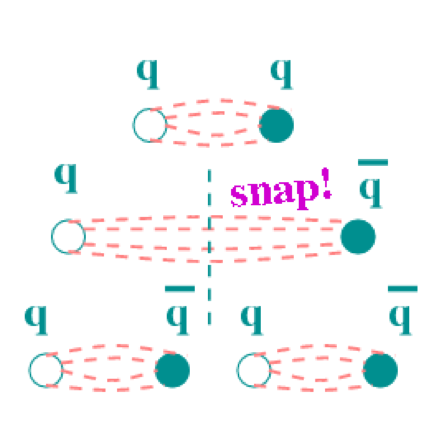 q q
snap!
q q̅
q q̅ q q̅